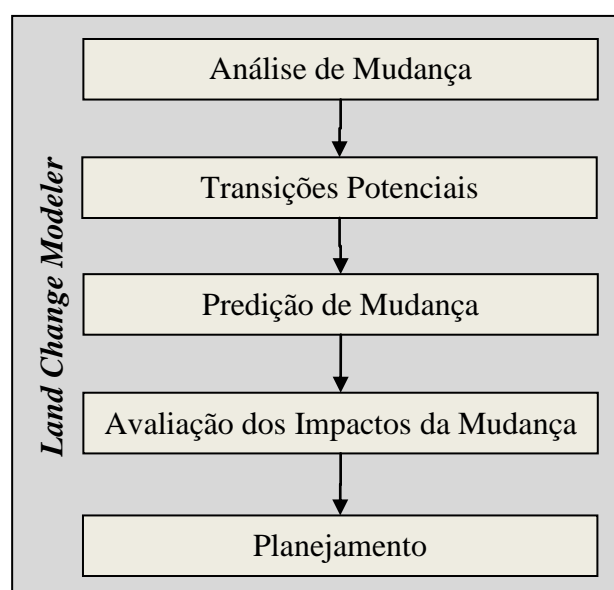 Land Change Modeler
Análise de Mudança
Transições Potenciais
Predição de Mudança
Avaliação dos Impactos da Mudança
Planejamento